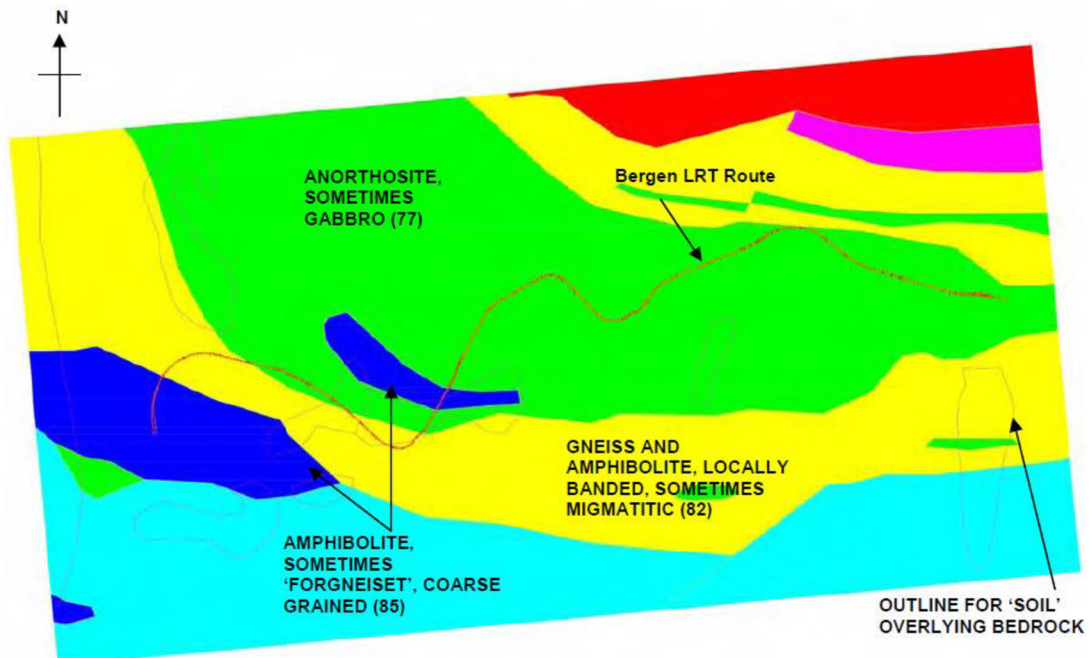 N
ANORTHOSITE,
SOMETIMES
GABBRO (77)
Bergen LRT Route
GNEISS AND
AMPHIBOLITE, LOCALLY
BANDED, SOMETIMES
MIGMATITIC (82)
AMPHIBOLITE,
SOMETIMES
‘FORGNEISET’, COARSE
GRAINED (85)
OUTLINE FOR ‘SOIL’
OVERLYING BEDROCK